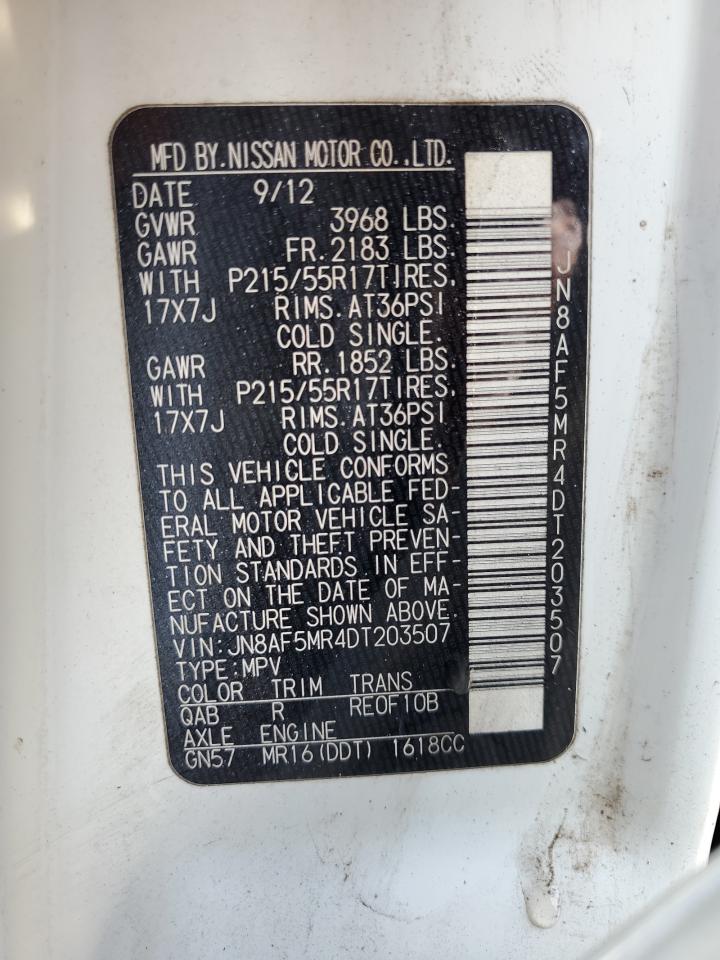 MFD BY.NISSAN MOTOR CO.,LTD.
DATE 9/12
GVWR 3968 LBS.
GAWR FR.2183 LBS.
WITH P215/55R17TIRES,
17X7J RIMS.AT36PSI
COLD SINGLE.
GAWR RR.1852 LBS.
WITH P215/55R17TIRES,
17X7J RIMS.AT36PSI
COLD SINGLE.
THIS VEHICLE CONFORMS
TO ALL APPLICABLE FED-
ERAL MOTOR VEHICLE SA-
FETY AND THEFT PREVEN-
TION STANDARDS IN EFF-
ECT ON THE DATE OF MA-
NUFACTURE SHOWN ABOVE.
VIN:JN8AF5MR4DT203507
TYPE:MPV
COLOR TRIM TRANS
QAB R RE0F10B
AXLE ENGINE
GN57 MR16(DDT) 1618CC
JN8AF5MR4DT203507